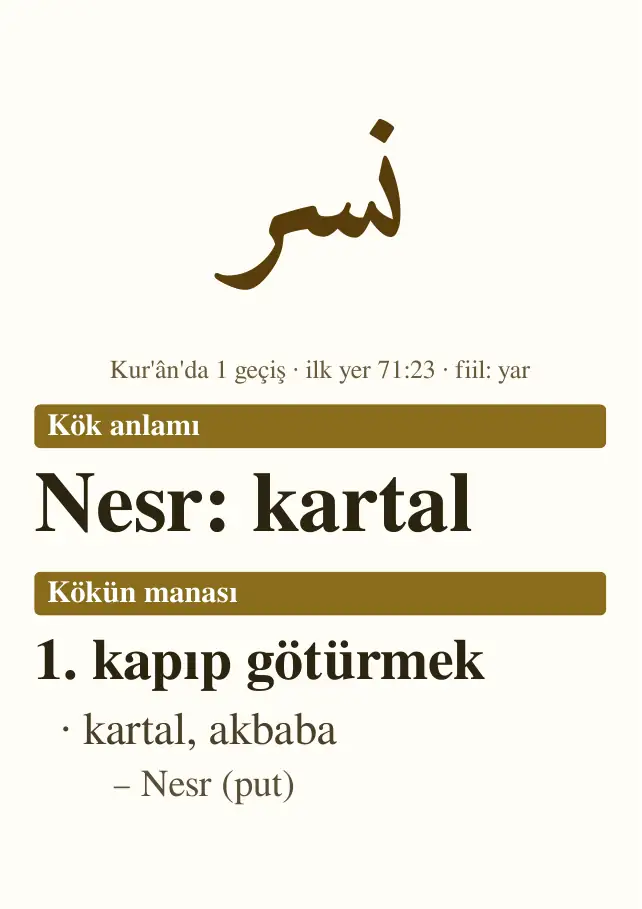 نسر
Kur'ân'da 1 geçiş · ilk yer 71:23 · fiil: yar
Kök anlamı
Nesr: kartal
Kökün manası
1. kapıp götürmek
· kartal, akbaba
– Nesr (put)